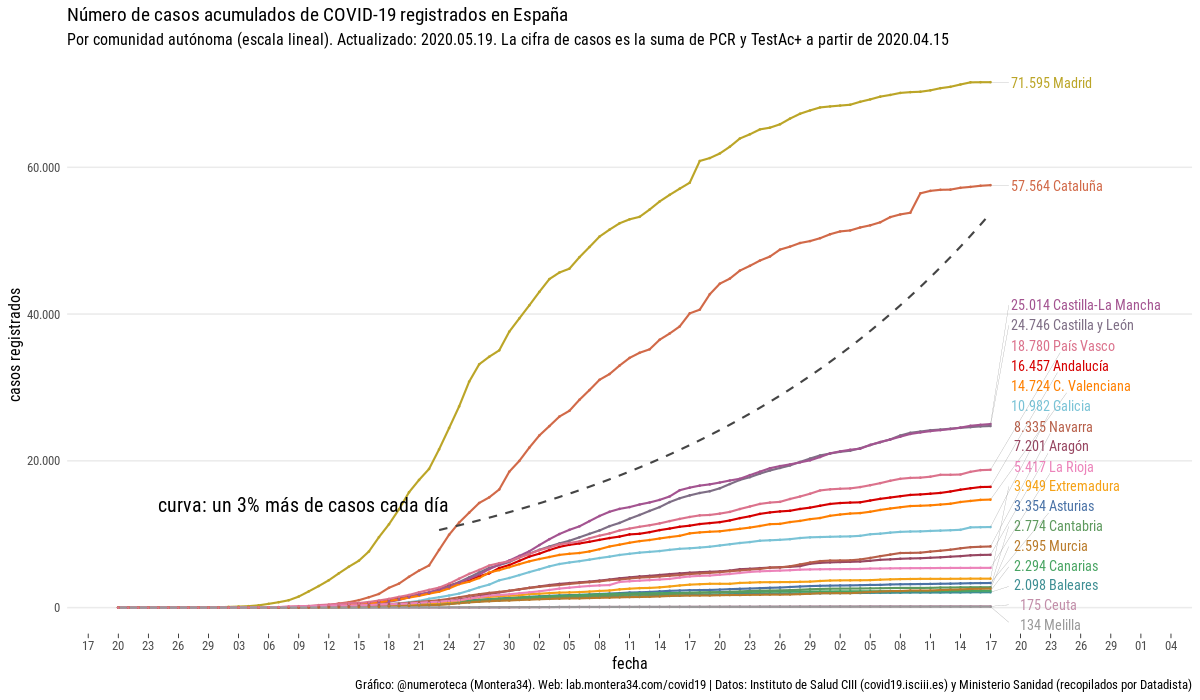 Número de casos acumulados de COVID-19 registrados en España
Por comunidad autónoma (escala lineal). Actualizado: 2020.05.19. La cifra de casos es la suma de PCR y TestAc+ a partir de 2020.04.15
casos registrados
60.000
40.000
20.000
0
curva: un 3% más de casos cada día
71.595 Madrid
57.564 Cataluña
25.014 Castilla-La Mancha
24.746 Castilla y León
18.780 País Vasco
16.457 Andalucía
14.724 C. Valenciana
10.982 Galicia
8.335 Navarra
7.201 Aragón
5.417 La Rioja
3.949 Extremadura
3.354 Asturias
2.774 Cantabria
2.595 Murcia
2.294 Canarias
2.098 Baleares
175 Ceuta
134 Melilla
17 20 23 26 29 03 06 09 12 15 18 21 24 27 30 02 05 08 11 14 17 20 23 26 29 02 05 08 11 14 17 20 23 26 29 01 04
fecha
Gráfico: @numeroteca (Montera34). Web: lab.montera34.com/covid19 | Datos: Instituto de Salud CIII (covid19.isciii.es) y Ministerio Sanidad (recopilados por Datadista)